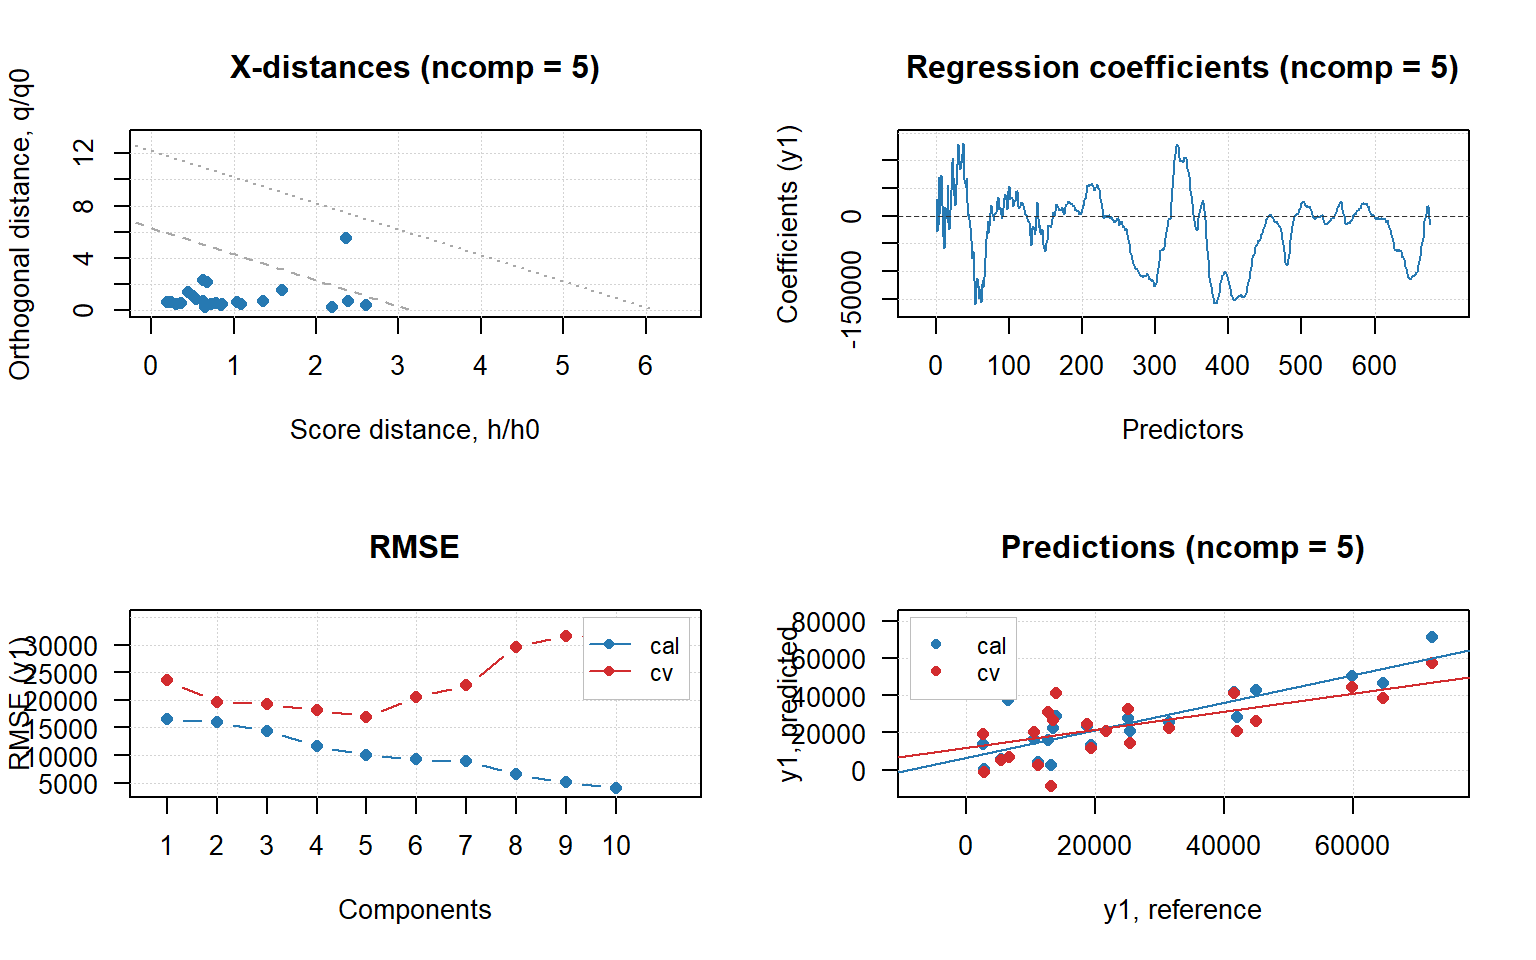 X-distances (ncomp = 5)
Orthogonal distance, q/q0
12
8
4
0
0 1 2 3 4 5 6
Score distance, h/h0
Regression coefficients (ncomp = 5)
Coefficients (y1)
0
-150000
0 100 200 300 400 500 600
Predictors
RMSE
RMSE (y1)
30000
25000
20000
15000
10000
5000
cal
cv
1 2 3 4 5 6 7 8 9 10
Components
Predictions (ncomp = 5)
y1, predicted
80000
60000
40000
20000
0
cal
cv
0 20000 40000 60000
y1, reference